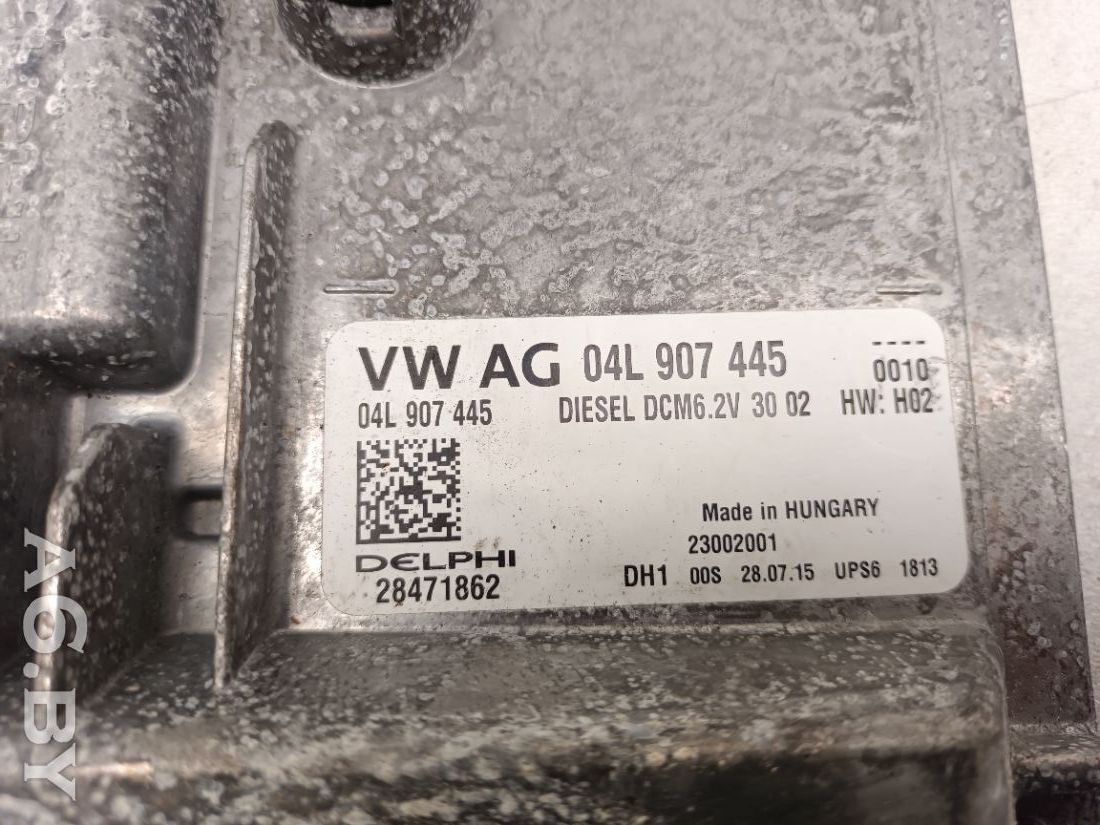 VW AG 04L 907 445 ----
0010
04L 907 445 DIESEL DCM6.2V 30 02 HW: H02
Made in HUNGARY
23002001
DELPHI
28471862 DH1 00S 28.07.15 UPS6 1813
AG.BY